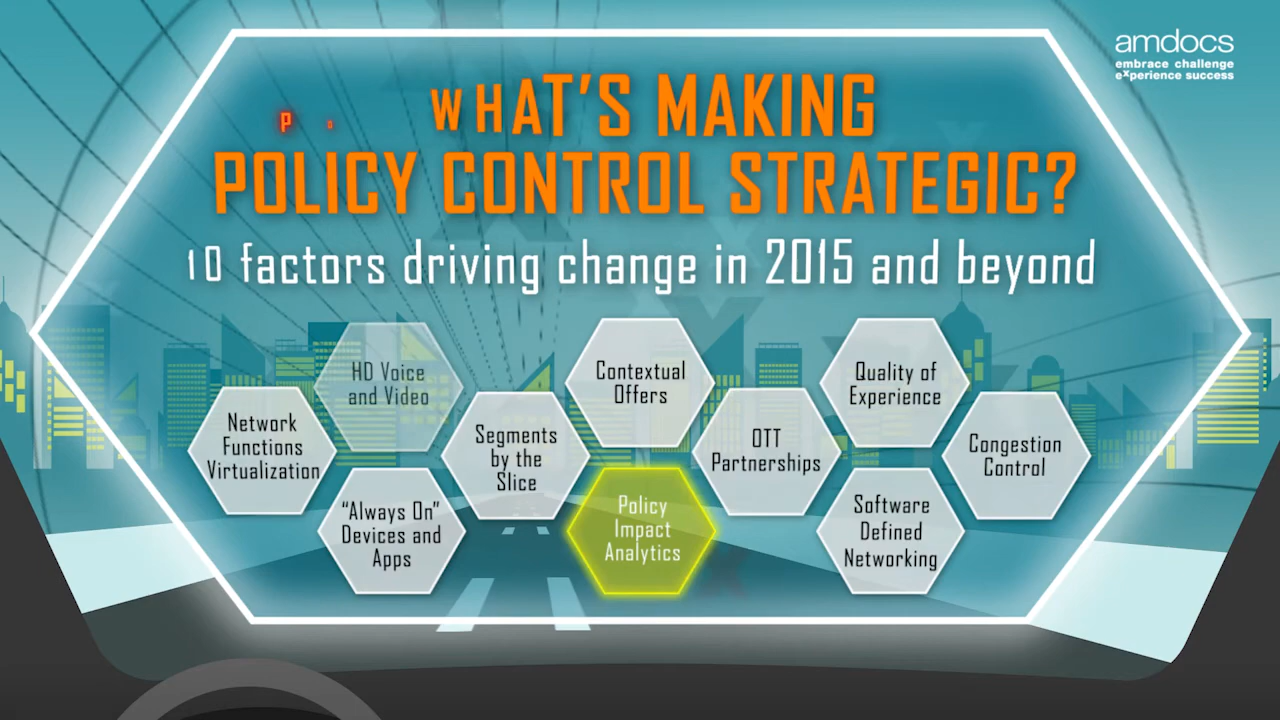 amdocs
embrace challenge
experience success
WHAT'S MAKING
P
POLICY CONTROL STRATEGIC?
10 factors driving change in 2015 and beyond
HD Voice
and Video
Contextual
Offers
Quality of
Experience
Network
Functions
Virtualization
Segments
by the
Slice
OTT
Partnerships
Congestion
Control
"Always On"
Devices and
Apps
Policy
Impact
Analytics
Software
Defined
Networking